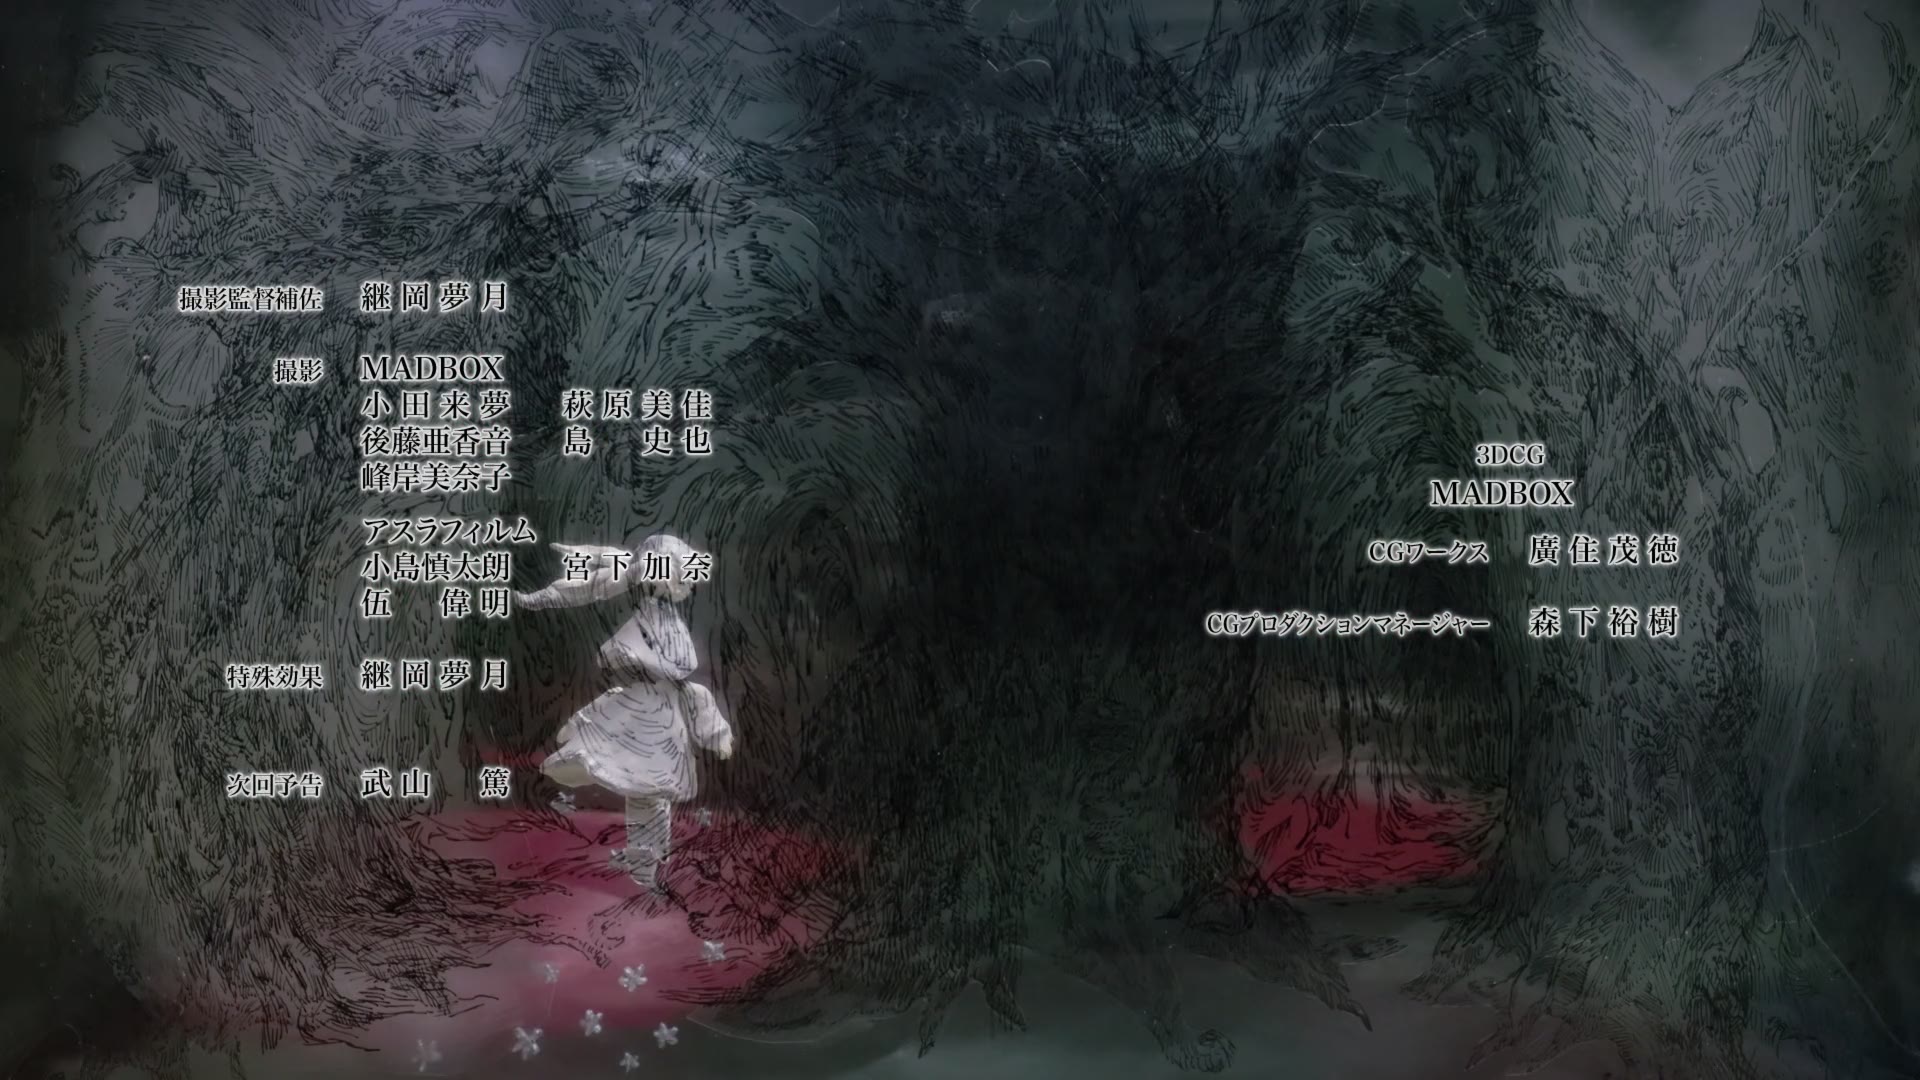 撮影監督補佐 継岡夢月
撮影 MADBOX
小田来夢 萩原美佳
後藤亜香音 島 史也
峰岸美奈子
アスラフィルム
小島慎太朗 宮下加奈
伍 偉明
特殊効果 継岡夢月
次回予告 武山 篤
3DCG
MADBOX
CGワークス 廣住茂徳
CGプロダクションマネージャー 森下裕樹